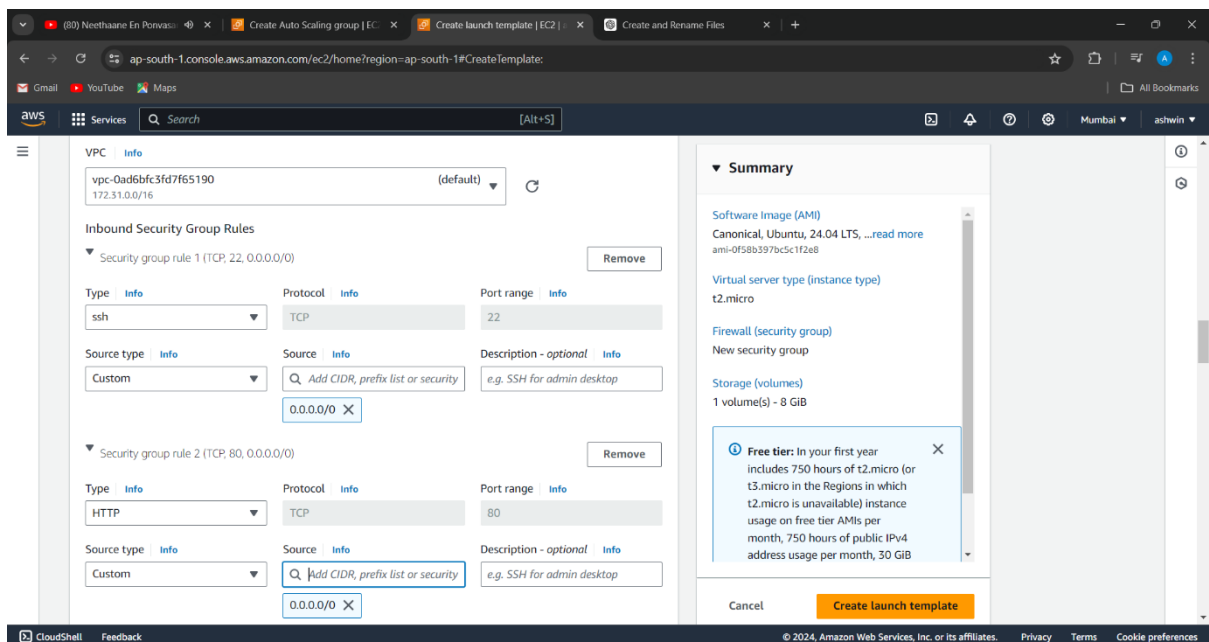 (80) Neethaane En Ponvasa
Create Auto Scaling group | EC
Create launch template | EC2 |
Create and Rename Files
ap-south-1.console.aws.amazon.com/ec2/home?region=ap-south-1#CreateTemplate:
A
Gmail
YouTube
Maps
All Bookmarks
aws
Services
Search
[Alt+S]
Mumbai
ashwin
VPC Info
vpc-0ad6bfc3fd7f65190 (default)
172.31.0.0/16
Inbound Security Group Rules
Security group rule 1 (TCP, 22, 0.0.0.0/0)
Remove
Type Info
Protocol Info
Port range Info
ssh
TCP
22
Source type Info
Source Info
Description - optional Info
Custom
Add CIDR, prefix list or security
e.g. SSH for admin desktop
0.0.0.0/0
Security group rule 2 (TCP, 80, 0.0.0.0/0)
Remove
Type Info
Protocol Info
Port range Info
HTTP
TCP
80
Source type Info
Source Info
Description - optional Info
Custom
Add CIDR, prefix list or security
e.g. SSH for admin desktop
0.0.0.0/0
Summary
Software Image (AMI)
Canonical, Ubuntu, 24.04 LTS, ...read more
ami-0f58b397bc5c1f2e8
Virtual server type (instance type)
t2.micro
Firewall (security group)
New security group
Storage (volumes)
1 volume(s) - 8 GiB
Free tier: In your first year
includes 750 hours of t2.micro (or
t3.micro in the Regions in which
t2.micro is unavailable) instance
usage on free tier AMIs per
month, 750 hours of public IPv4
address usage per month, 30 GiB
Cancel
Create launch template
CloudShell
Feedback
© 2024, Amazon Web Services, Inc. or its affiliates.
Privacy
Terms
Cookie preferences